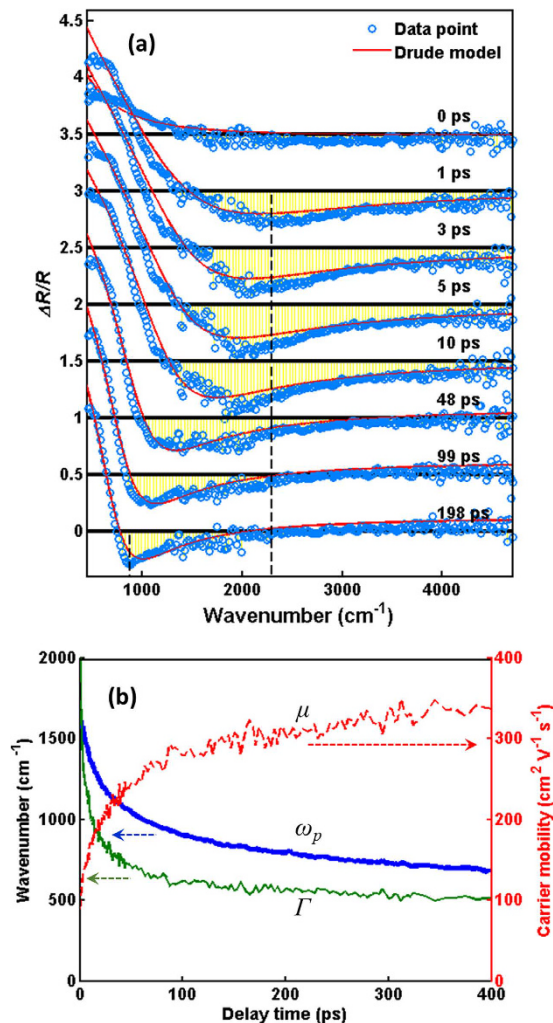 (a)
Data point
Drude model
4.5
4
3.5
3
2.5
2
1.5
1
0.5
0
ΔR/R
0 ps
1 ps
3 ps
5 ps
10 ps
48 ps
99 ps
198 ps
1000 2000 3000 4000
Wavenumber (cm⁻¹)
(b)
2000
1500
1000
500
0
Wavenumber (cm⁻¹)
μ
ωₚ
Γ
400
300
200
100
0
Carrier mobility (cm² V⁻¹ s⁻¹)
0 100 200 300 400
Delay time (ps)